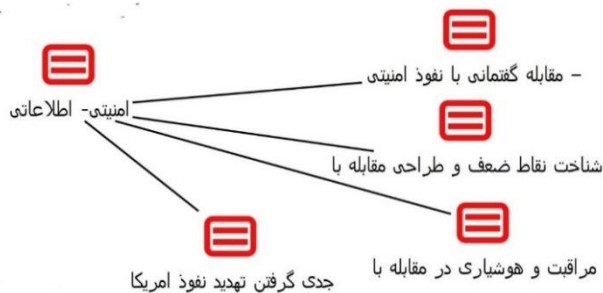 – مقابله گفتمانی با نفوذ امنیتی
امنیتی- اطلاعاتی
شناخت نقاط ضعف و طراحی مقابله با
مراقبت و هوشیاری در مقابله با
جدی گرفتن تهدید نفوذ امریکا